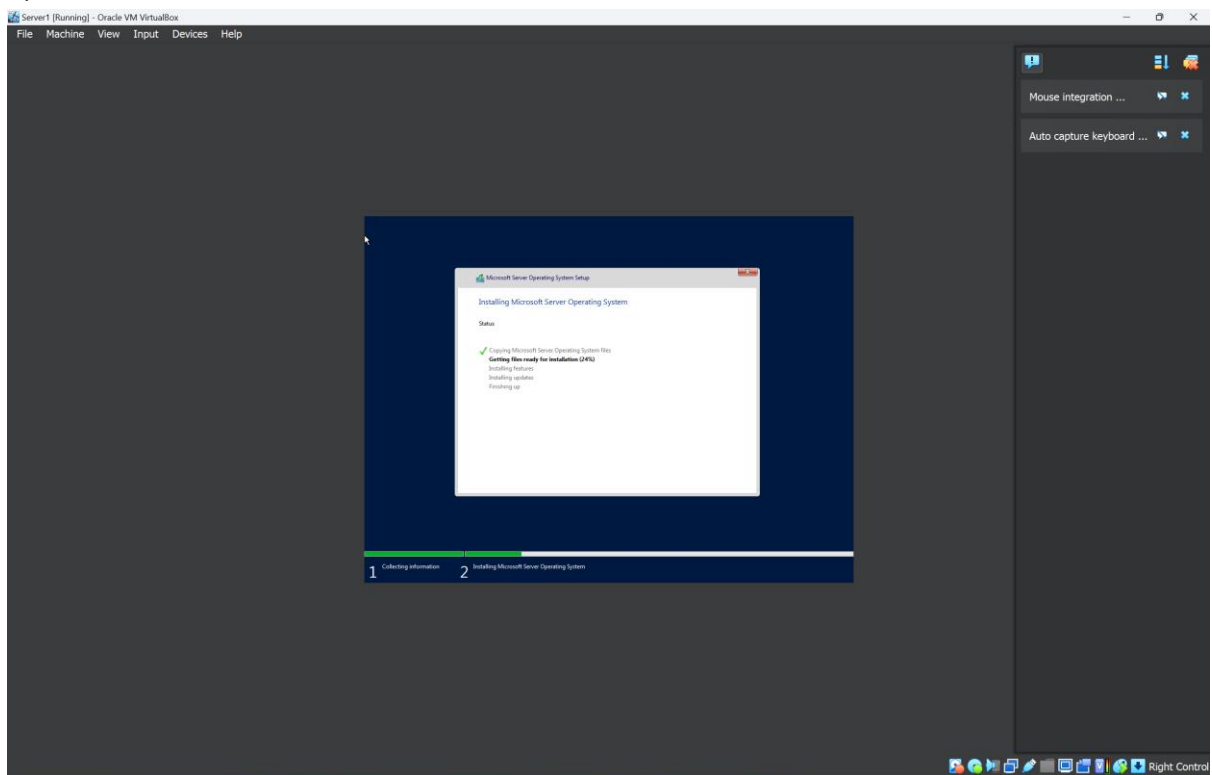 Server1 [Running] - Oracle VM VirtualBox
File Machine View Input Devices Help
Mouse integration ...
Auto capture keyboard ...
Microsoft Server Operating System Setup
Installing Microsoft Server Operating System
Status
Copying Microsoft Server Operating System files
Getting files ready for installation (24%)
Installing features
Installing updates
Finishing up
1 Collecting information 2 Installing Microsoft Server Operating System
Right Control